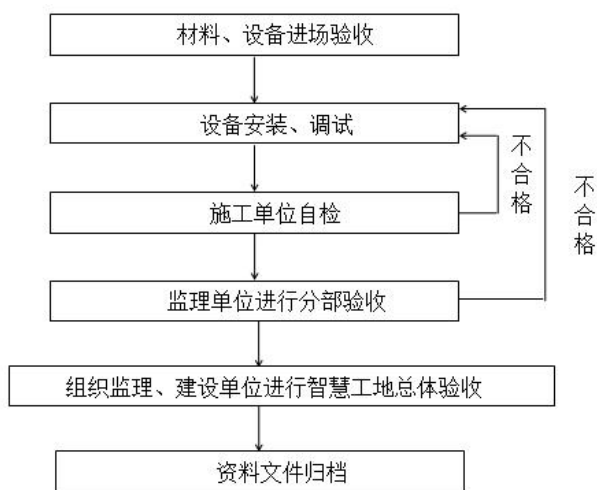 材料、设备进场验收
设备安装、调试
不合格
不合格
施工单位自检
监理单位进行分部验收
组织监理、建设单位进行智慧工地总体验收
资料文件归档